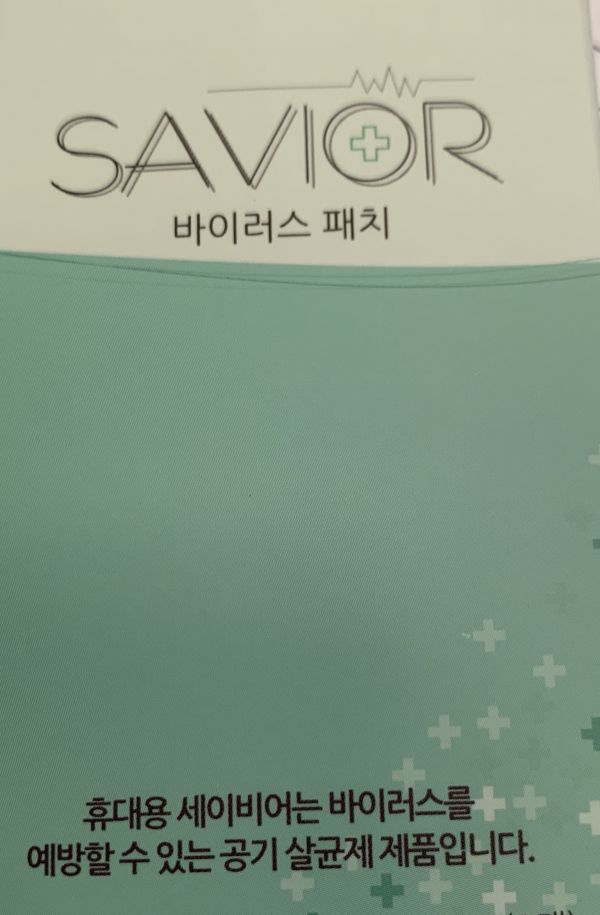 SAVIOR
바이러스 패치
휴대용 세이비어는 바이러스를
예방할 수 있는 공기 살균제 제품입니다.